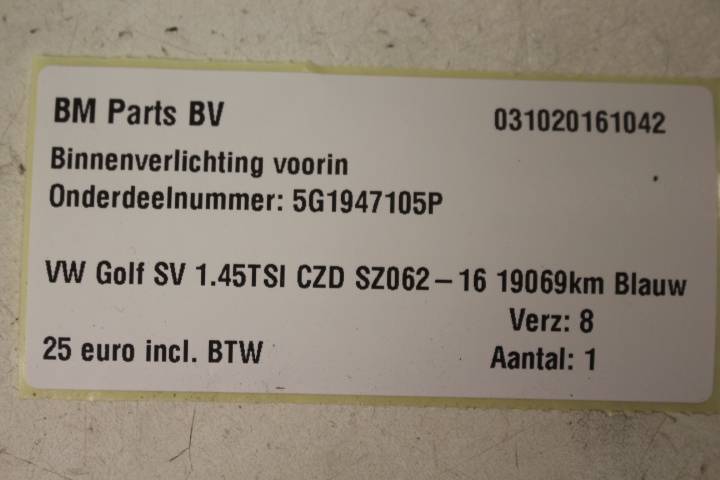 BM Parts BV 031020161042
Binnenverlichting voorin
Onderdeelnummer: 5G1947105P
VW Golf SV 1.45TSI CZD SZ062-16 19069km Blauw
Verz: 8
25 euro incl. BTW Aantal: 1